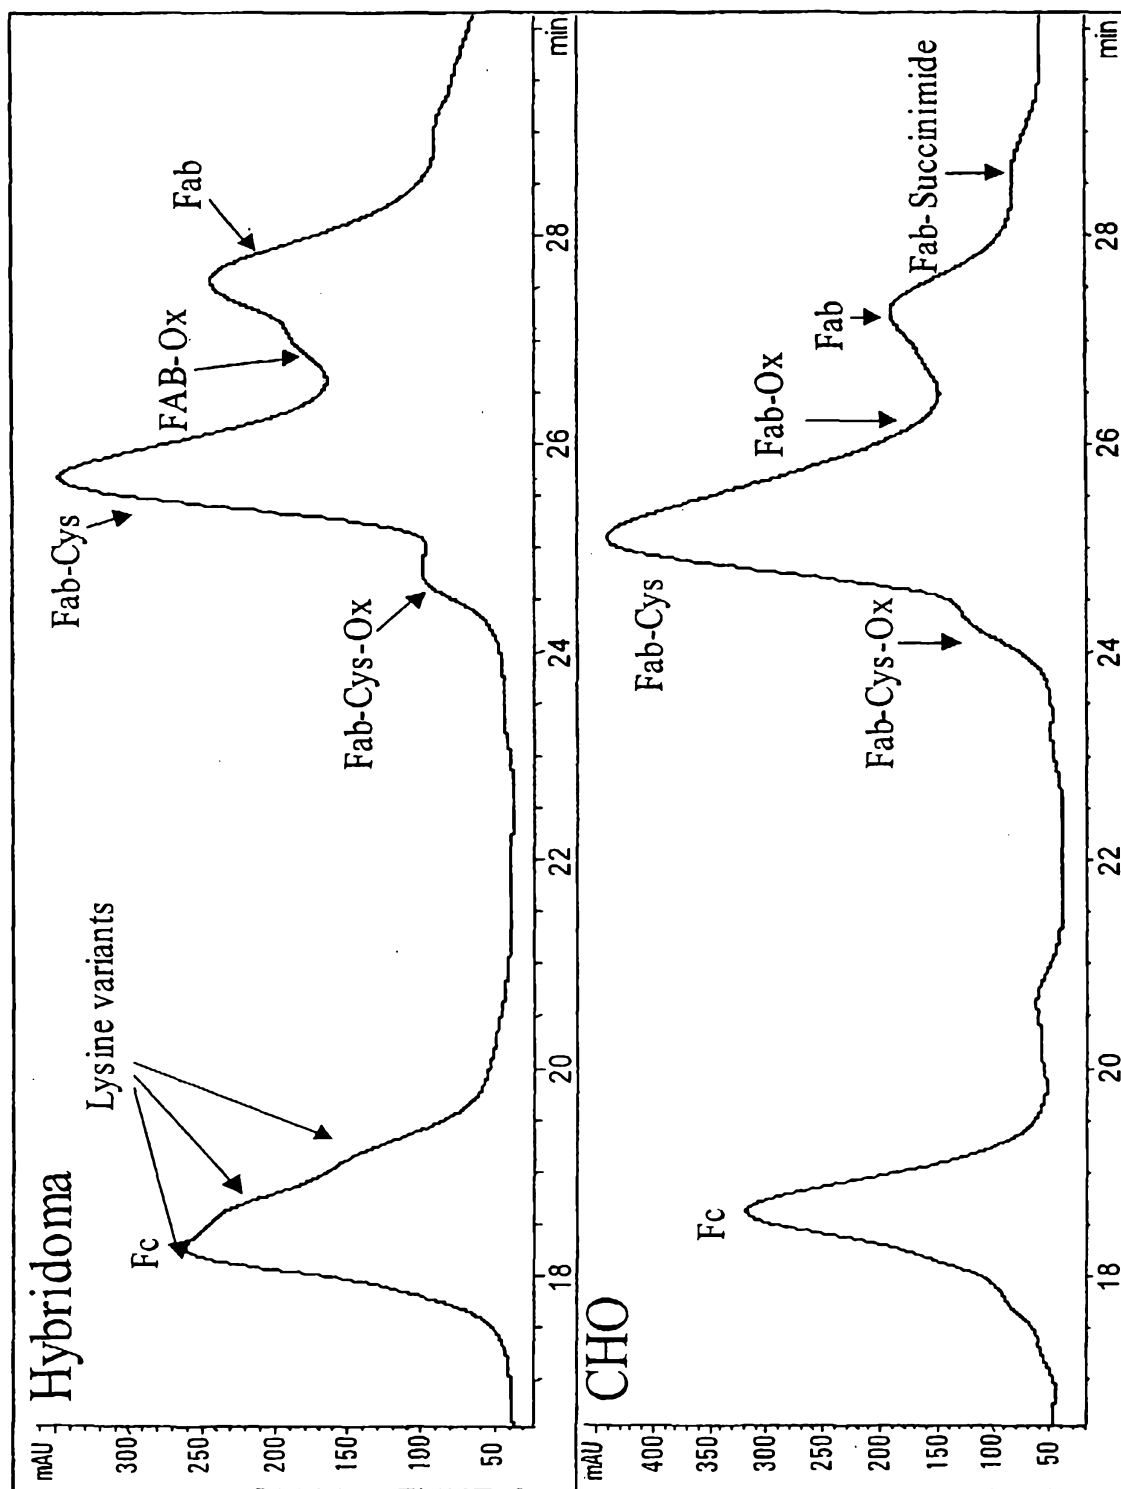 Hybridoma
mAU
300
250
200
150
100
50
Fc
Lysine variants
Fab-Cys-Ox
Fab-Cys
FAB-Ox
Fab
18
20
22
24
26
28
min
CHO
mAU
400
350
300
250
200
150
100
50
Fc
Fab-Cys-Ox
Fab-Cys
Fab-Ox
Fab
Fab-Succinimide
18
20
22
24
26
28
min